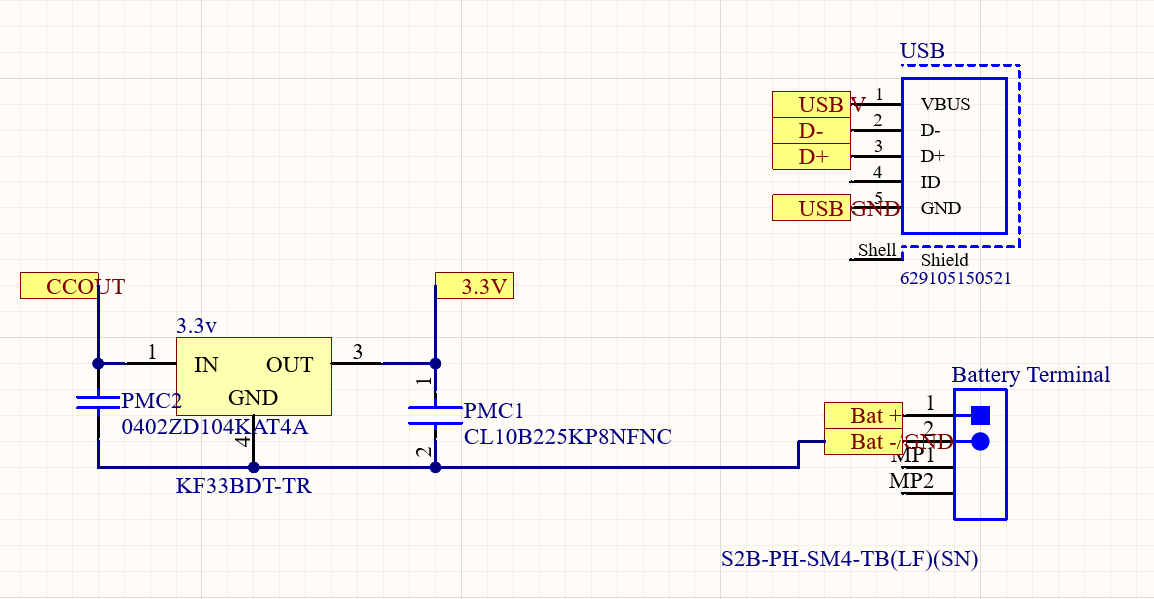 USB
USB V 1 VBUS
D- 2 D-
D+ 3 D+
4 ID
USB GND 5 GND
Shell Shield
629105150521
CCOUT
3.3V
3.3v
1 IN OUT 3
GND
4
KF33BDT-TR
PMC2
0402ZD104KAT4A
1
PMC1
CL10B225KP8NFNC
2
Battery Terminal
Bat + 1
Bat -/GND 2
MP1
MP2
S2B-PH-SM4-TB(LF)(SN)